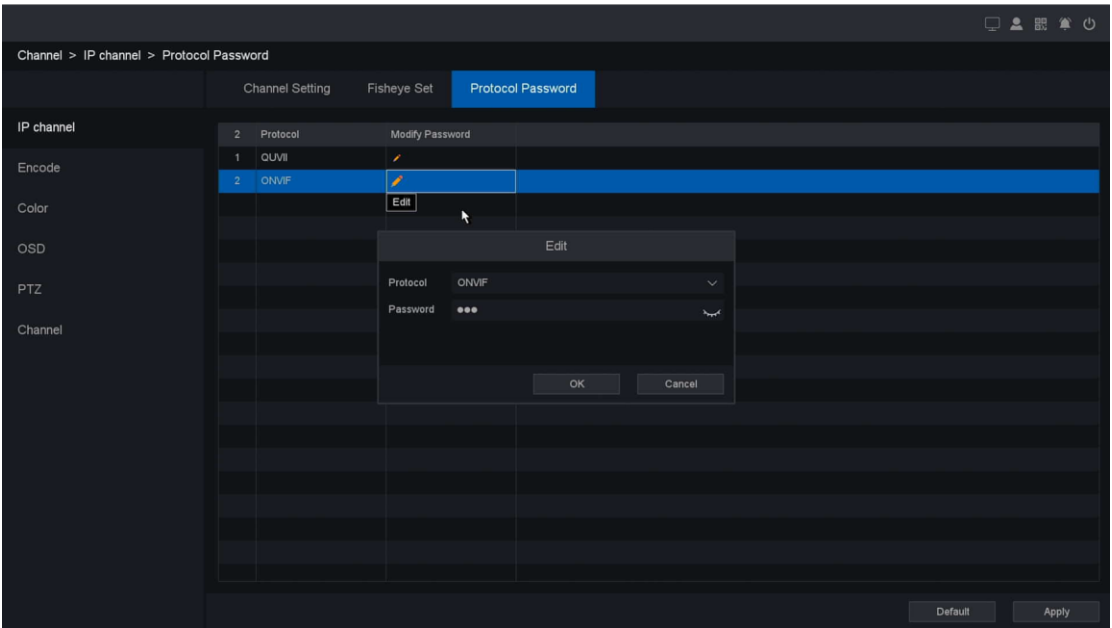 Channel > IP channel > Protocol Password
Channel Setting Fisheye Set Protocol Password
IP channel
Encode
Color
OSD
PTZ
Channel
2 Protocol Modify Password
1 QUVII
2 ONVIF
Edit
Edit
Protocol ONVIF
Password ●●●
OK Cancel
Default Apply